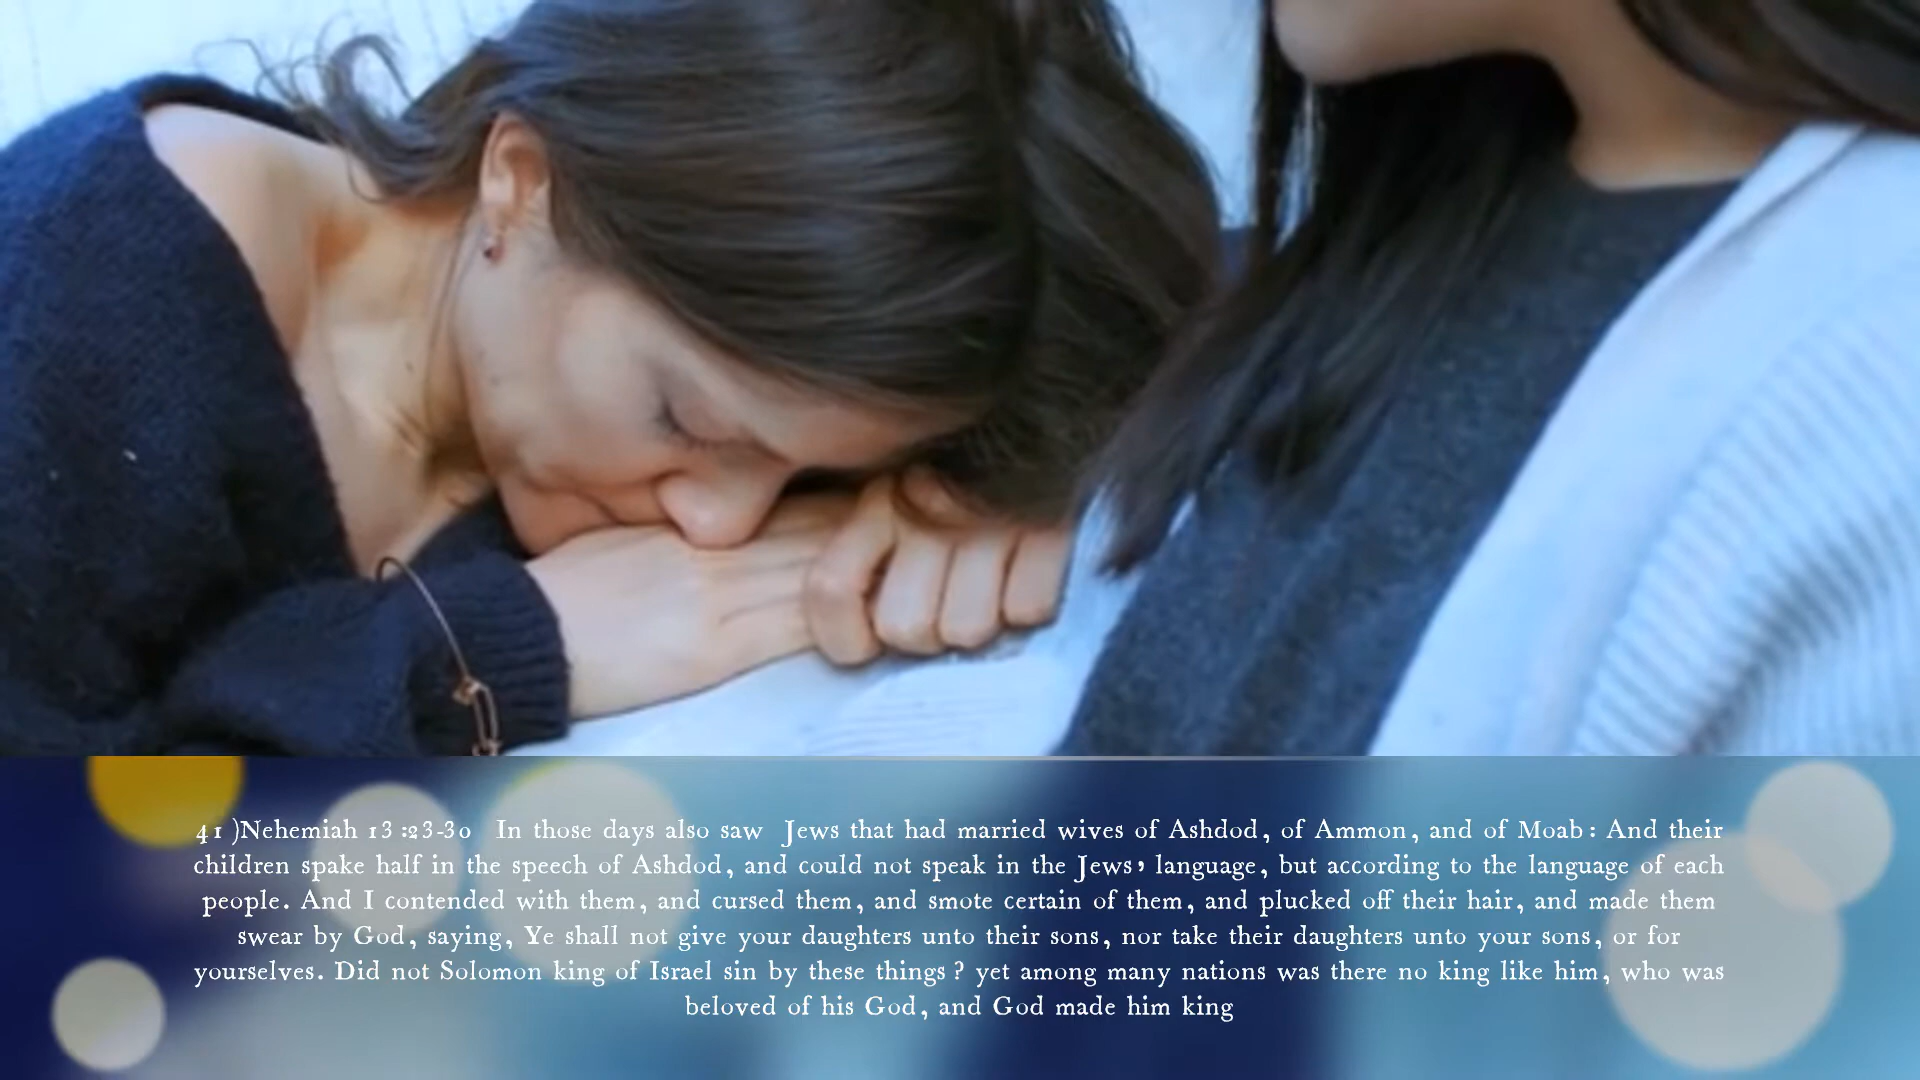 41 )Nehemiah 13 :23-30 In those days also saw Jews that had married wives of Ashdod, of Ammon, and of Moab: And their
children spake half in the speech of Ashdod, and could not speak in the Jews’ language, but according to the language of each
people. And I contended with them, and cursed them, and smote certain of them, and plucked off their hair, and made them
swear by God, saying, Ye shall not give your daughters unto their sons, nor take their daughters unto your sons, or for
yourselves. Did not Solomon king of Israel sin by these things? yet among many nations was there no king like him, who was
beloved of his God, and God made him king